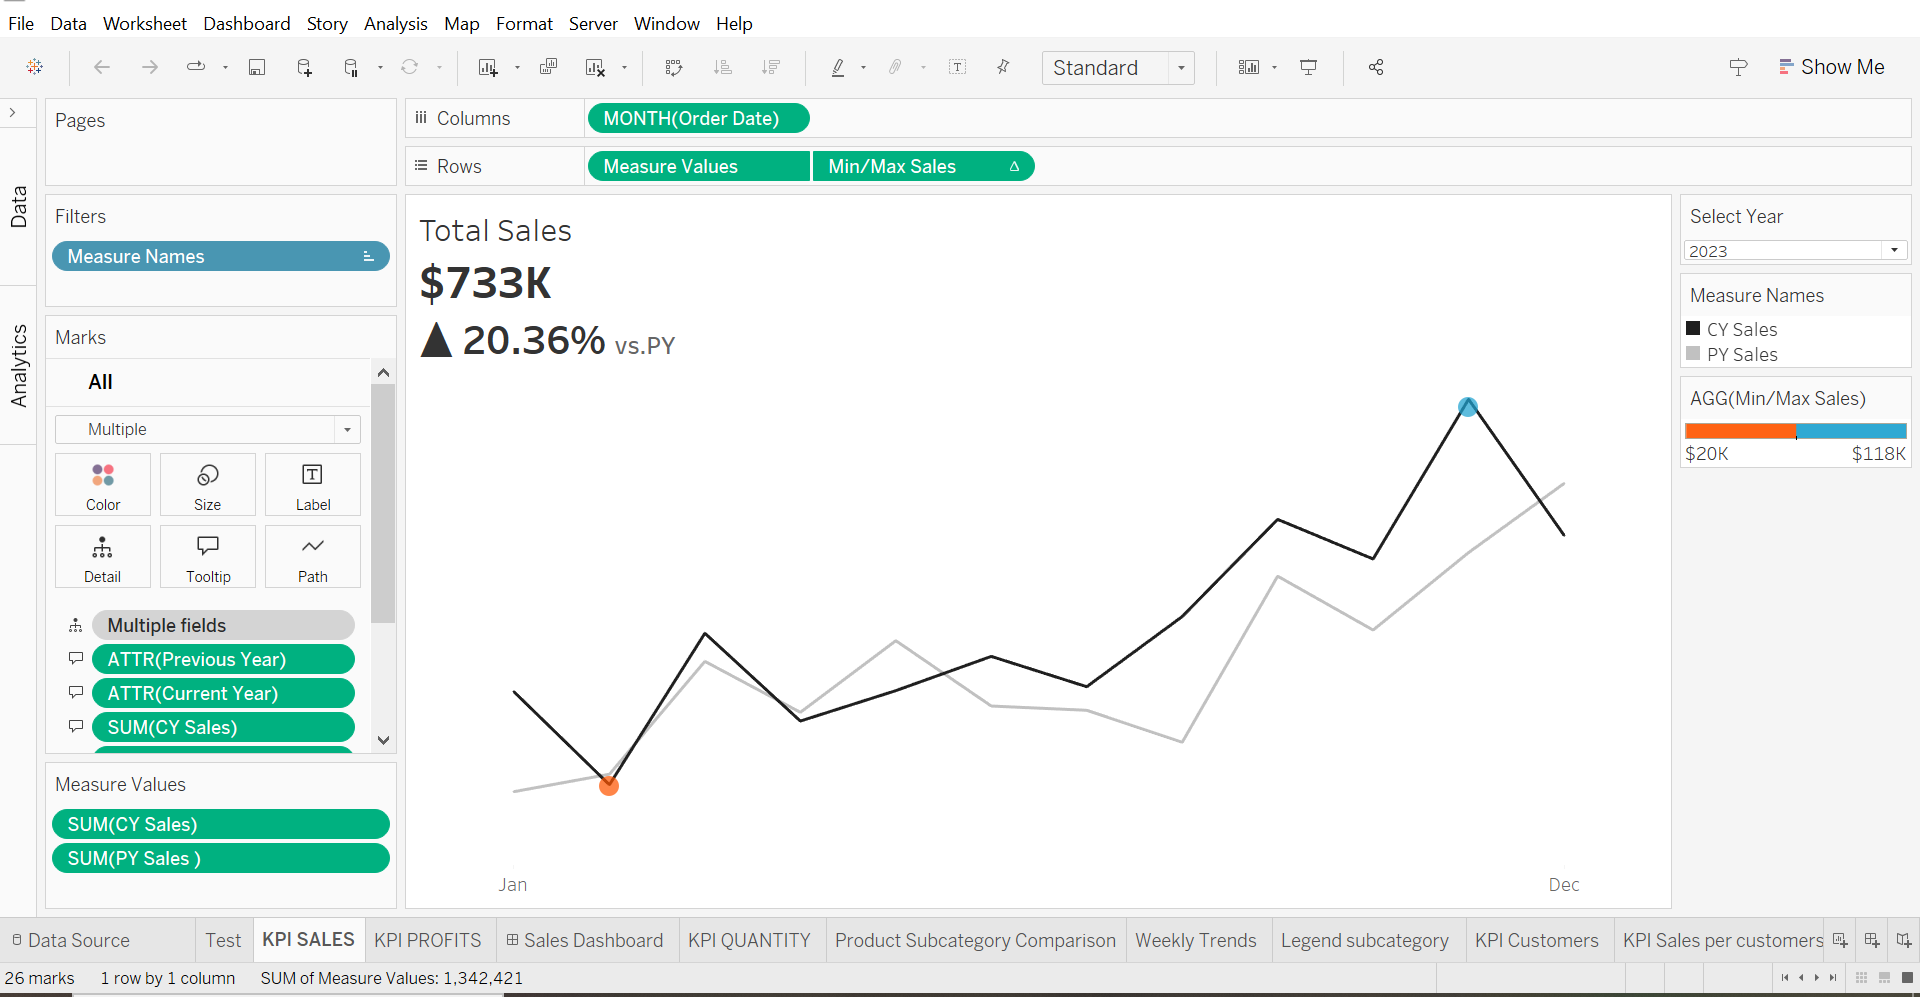 File Data Worksheet Dashboard Story Analysis Map Format Server Window Help
Standard
Show Me
Data
Analytics
Pages
Filters
Measure Names
Marks
All
Multiple
Color Size Label
Detail Tooltip Path
Multiple fields
ATTR(Previous Year)
ATTR(Current Year)
SUM(CY Sales)
Measure Values
SUM(CY Sales)
SUM(PY Sales )
Columns MONTH(Order Date)
Rows Measure Values Min/Max Sales Δ
Total Sales
$733K
▲ 20.36% vs.PY
Jan Dec
Select Year
2023
Measure Names
CY Sales
PY Sales
AGG(Min/Max Sales)
$20K $118K
Data Source Test KPI SALES KPI PROFITS Sales Dashboard KPI QUANTITY Product Subcategory Comparison Weekly Trends Legend subcategory KPI Customers KPI Sales per customers
26 marks 1 row by 1 column SUM of Measure Values: 1,342,421